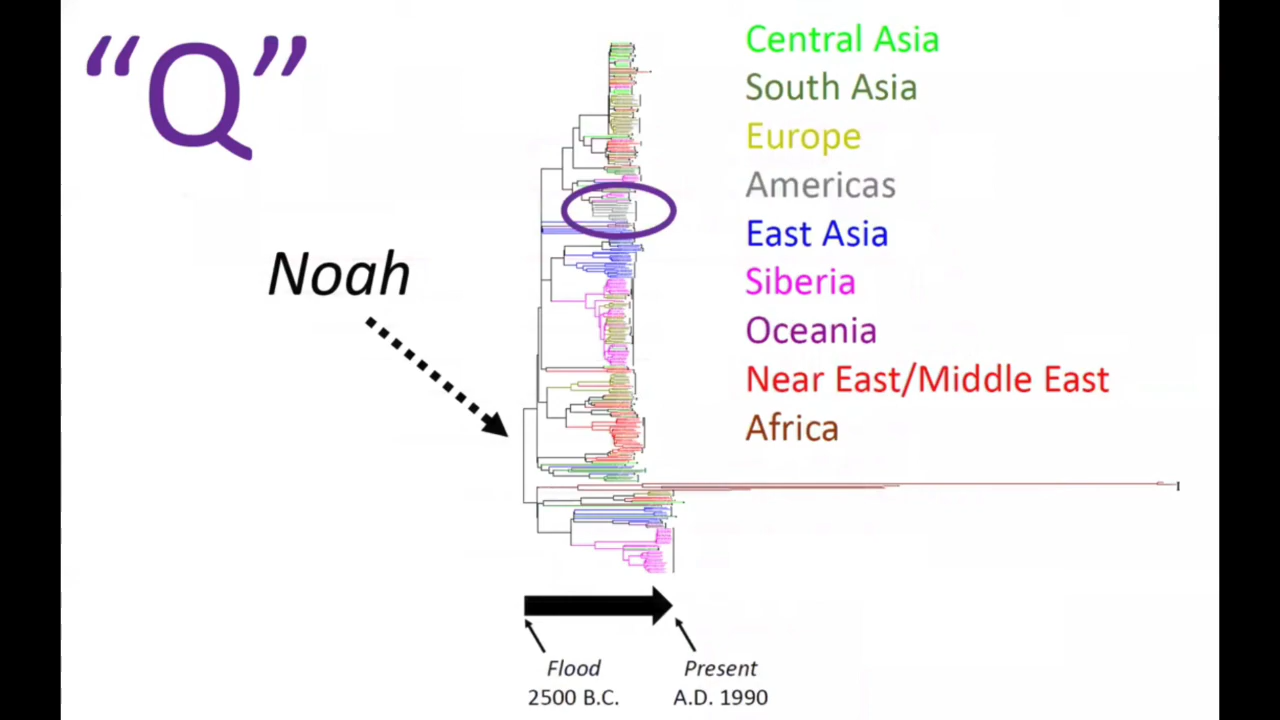 “Q”
Central Asia
South Asia
Europe
Americas
East Asia
Siberia
Oceania
Near East/Middle East
Africa
Noah
Flood
2500 B.C.
Present
A.D. 1990